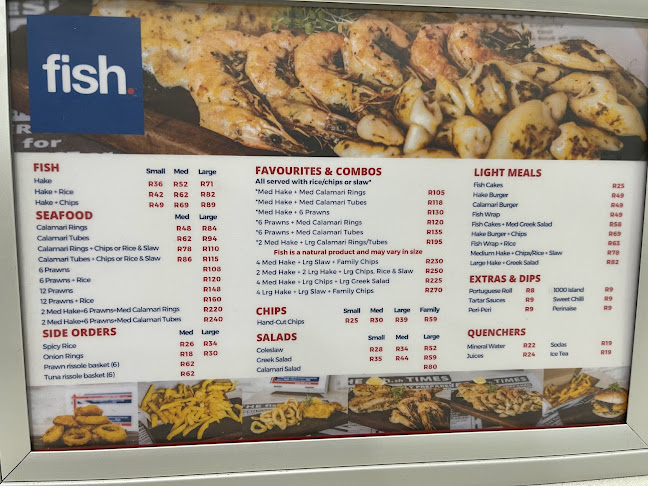 fish.
FISH
Small Med Large
Hake R36 R52 R71
Hake + Rice R42 R62 R82
Hake + Chips R49 R69 R89
SEAFOOD Med Large
Calamari Rings R48 R84
Calamari Tubes R62 R94
Calamari Rings + Chips or Rice & Slaw R78 R110
Calamari Tubes + Chips or Rice & Slaw R86 R115
6 Prawns R108
6 Prawns + Rice R120
12 Prawns R148
12 Prawns + Rice R160
2 Med Hake+6 Prawns+Med Calamari Rings R220
2 Med Hake+6 Prawns+Med Calamari Tubes R240
SIDE ORDERS Med Large
Spicy Rice R26 R34
Onion Rings R18 R30
Prawn rissole basket (6) R62
Tuna rissole basket (6) R62
FAVOURITES & COMBOS
All served with rice/chips or slaw*
*Med Hake + Med Calamari Rings R105
*Med Hake + Med Calamari Tubes R118
*Med Hake + 6 Prawns R130
*6 Prawns + Med Calamari Rings R120
*6 Prawns + Med Calamari Tubes R135
*2 Med Hake + Lrg Calamari Rings/Tubes R195
Fish is a natural product and may vary in size
4 Med Hake + Lrg Slaw + Family Chips R230
2 Med Hake + 2 Lrg Hake + Lrg Chips, Rice & Slaw R250
4 Med Hake + Lrg Chips + Lrg Greek Salad R225
4 Lrg Hake + Lrg Slaw + Family Chips R270
CHIPS Small Med Large Family
Hand-Cut Chips R25 R30 R39 R59
SALADS Small Med Large
Coleslaw R28 R34 R52
Greek Salad R35 R44 R59
Calamari Salad R80
LIGHT MEALS
Fish Cakes R25
Hake Burger R49
Calamari Burger R49
Fish Wrap R49
Fish Cakes + Med Greek Salad R58
Hake Burger + Chips R69
Fish Wrap + Rice R63
Medium Hake + Chips/Rice + Slaw R78
Large Hake + Greek Salad R82
EXTRAS & DIPS
Portuguese Roll R8 1000 Island R9
Tartar Sauces R9 Sweet Chilli R9
Peri-Peri R9 Perinaise R9
QUENCHERS
Mineral Water R22 Sodas R19
Juices R24 Ice Tea R19
TIMES